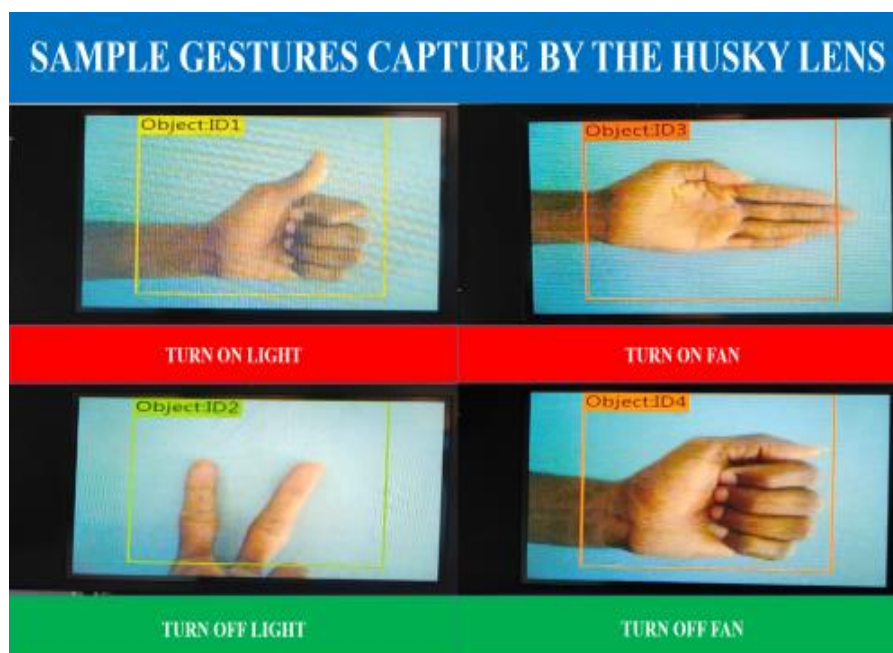 SAMPLE GESTURES CAPTURE BY THE HUSKY LENS
Object:ID1
Object:ID3
TURN ON LIGHT
TURN ON FAN
Object:ID2
Object:ID4
TURN OFF LIGHT
TURN OFF FAN